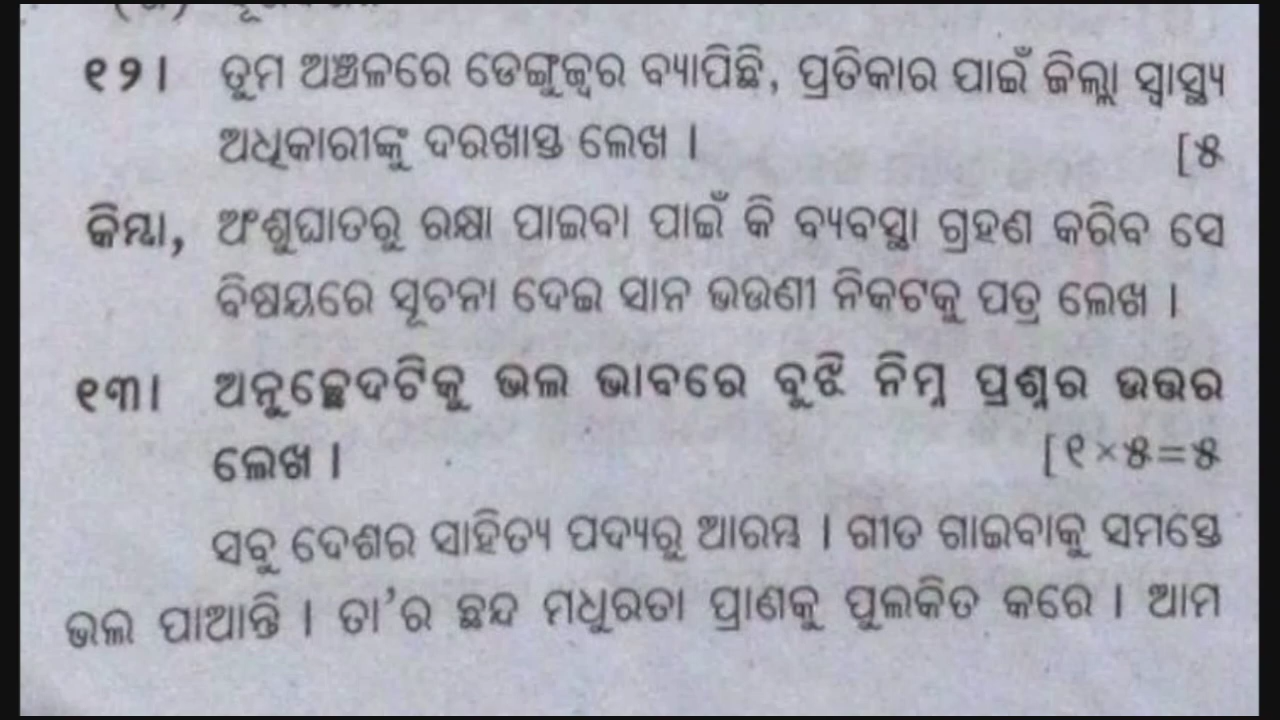 ୧୨। ତୁମ ଅଞ୍ଚଳରେ ଡେଙ୍ଗୁଜ୍ୱର ବ୍ୟାପିଛି, ପ୍ରତିକାର ପାଇଁ ଜିଲ୍ଲା ସ୍ୱାସ୍ଥ୍ୟ
ଅଧିକାରୀଙ୍କୁ ଦରଖାସ୍ତ ଲେଖ । [୫
କିମ୍ବା, ଅଂଶୁଘାତରୁ ରକ୍ଷା ପାଇବା ପାଇଁ କି ବ୍ୟବସ୍ଥା ଗ୍ରହଣ କରିବ ସେ
ବିଷୟରେ ସୂଚନା ଦେଇ ସାନ ଭଉଣୀ ନିକଟକୁ ପତ୍ର ଲେଖ ।
୧୩। ଅନୁଚ୍ଛେଦଟିକୁ ଭଲ ଭାବରେ ବୁଝି ନିମ୍ନ ପ୍ରଶ୍ନର ଉତ୍ତର
ଲେଖ । [୧×୫=୫
ସବୁ ଦେଶର ସାହିତ୍ୟ ପଦ୍ୟରୁ ଆରମ୍ଭ । ଗୀତ ଗାଇବାକୁ ସମସ୍ତେ
ଭଲ ପାଆନ୍ତି । ତା'ର ଛନ୍ଦ ମଧୁରତା ପ୍ରାଣକୁ ପୁଲକିତ କରେ । ଆମ